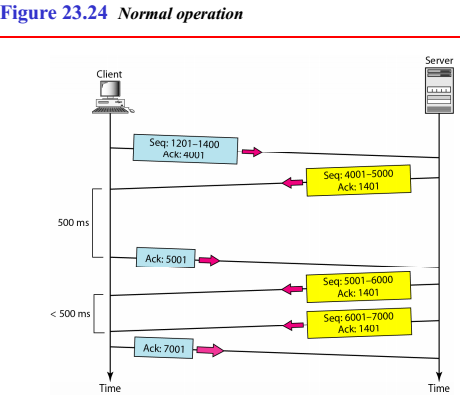 Figure 23.24 Normal operation
Client
Server
Seq: 1201–1400
Ack: 4001
Seq: 4001–5000
Ack: 1401
500 ms
Ack: 5001
Seq: 5001–6000
Ack: 1401
< 500 ms
Seq: 6001–7000
Ack: 1401
Ack: 7001
Time
Time